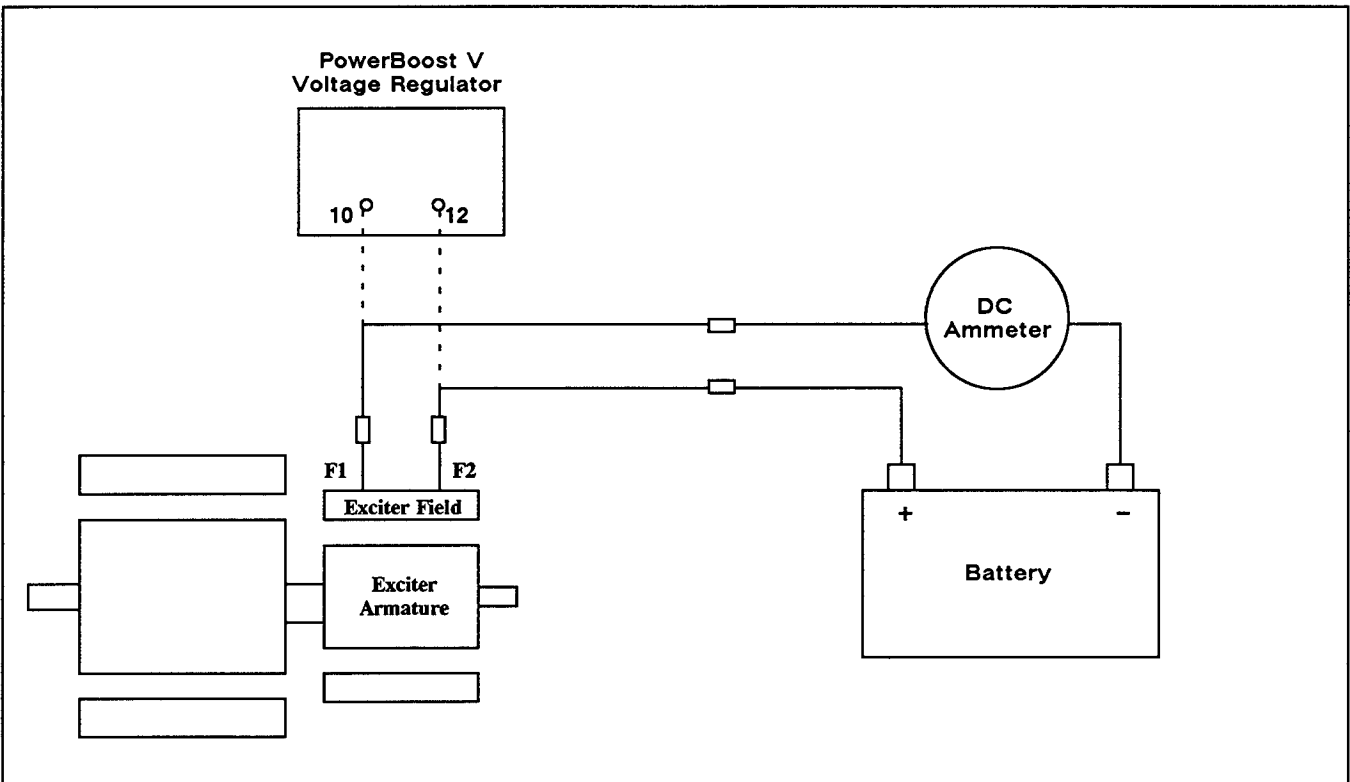 PowerBoost V
Voltage Regulator
10
12
DC
Ammeter
F1
F2
Exciter Field
+
−
Exciter
Armature
Battery